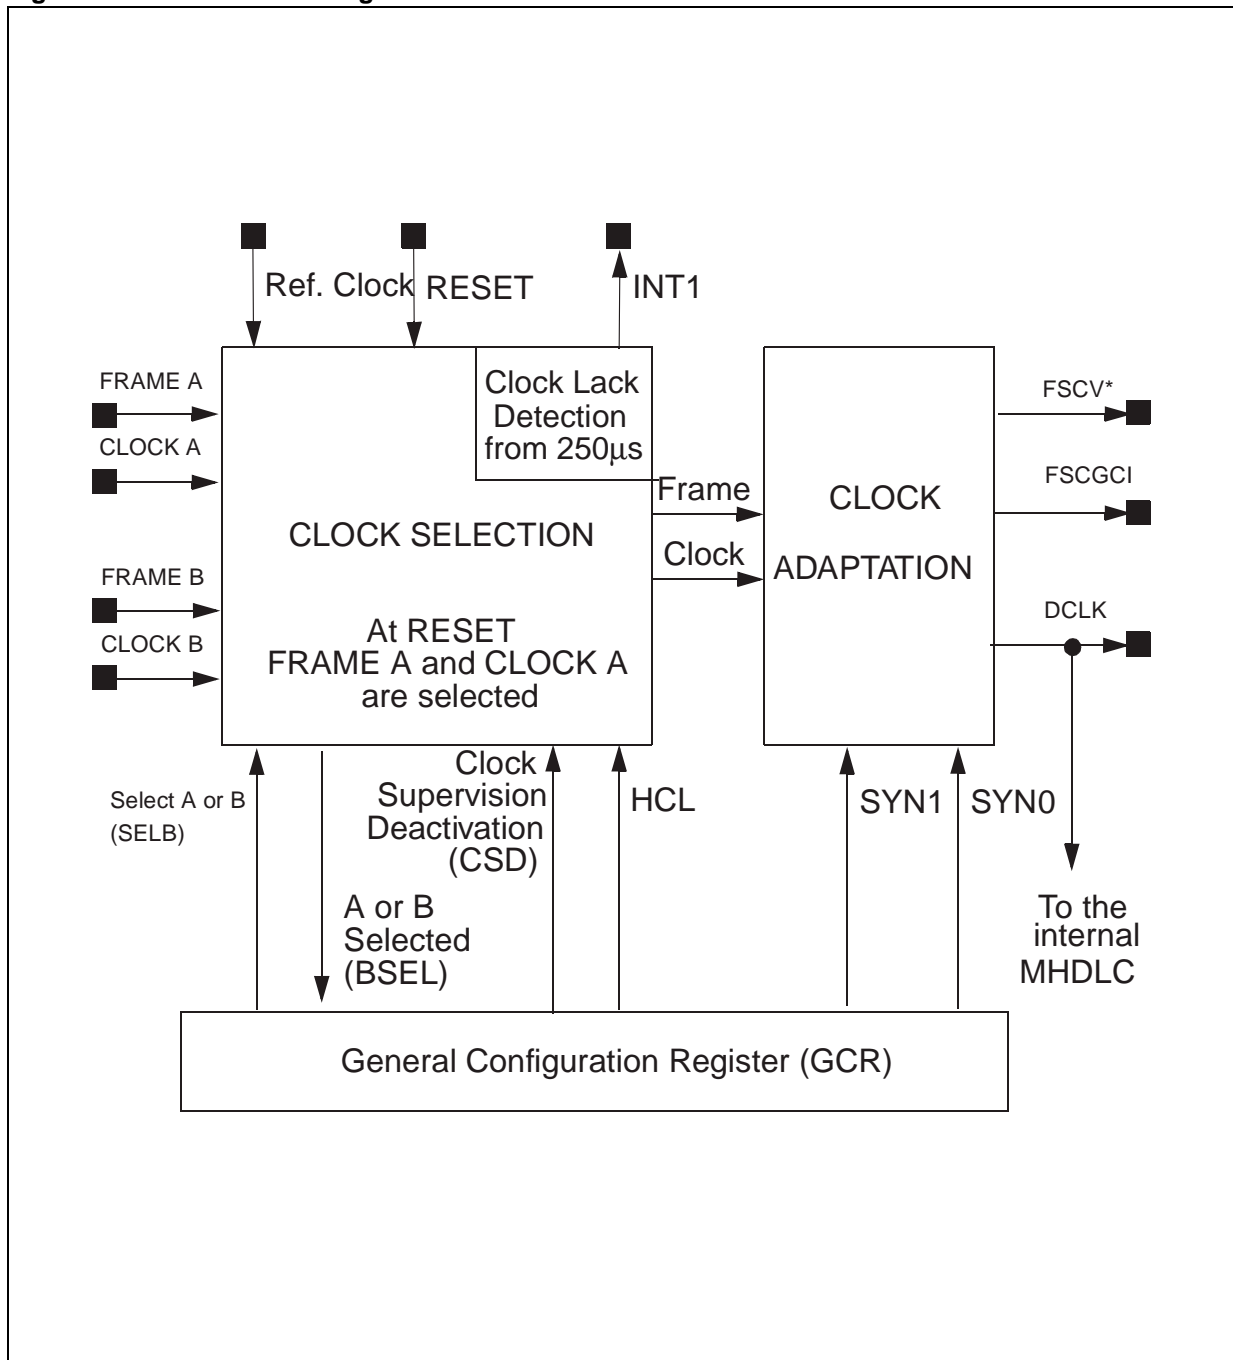 Ref. Clock
RESET
INT1
FRAME A
CLOCK A
FRAME B
CLOCK B
Clock Lack
Detection
from 250µs
CLOCK SELECTION
At RESET
FRAME A and CLOCK A
are selected
Frame
Clock
CLOCK
ADAPTATION
FSCV*
FSCGCI
DCLK
Select A or B
(SELB)
A or B
Selected
(BSEL)
Clock
Supervision
Deactivation
(CSD)
HCL
SYN1
SYN0
To the
internal
MHDLC
General Configuration Register (GCR)